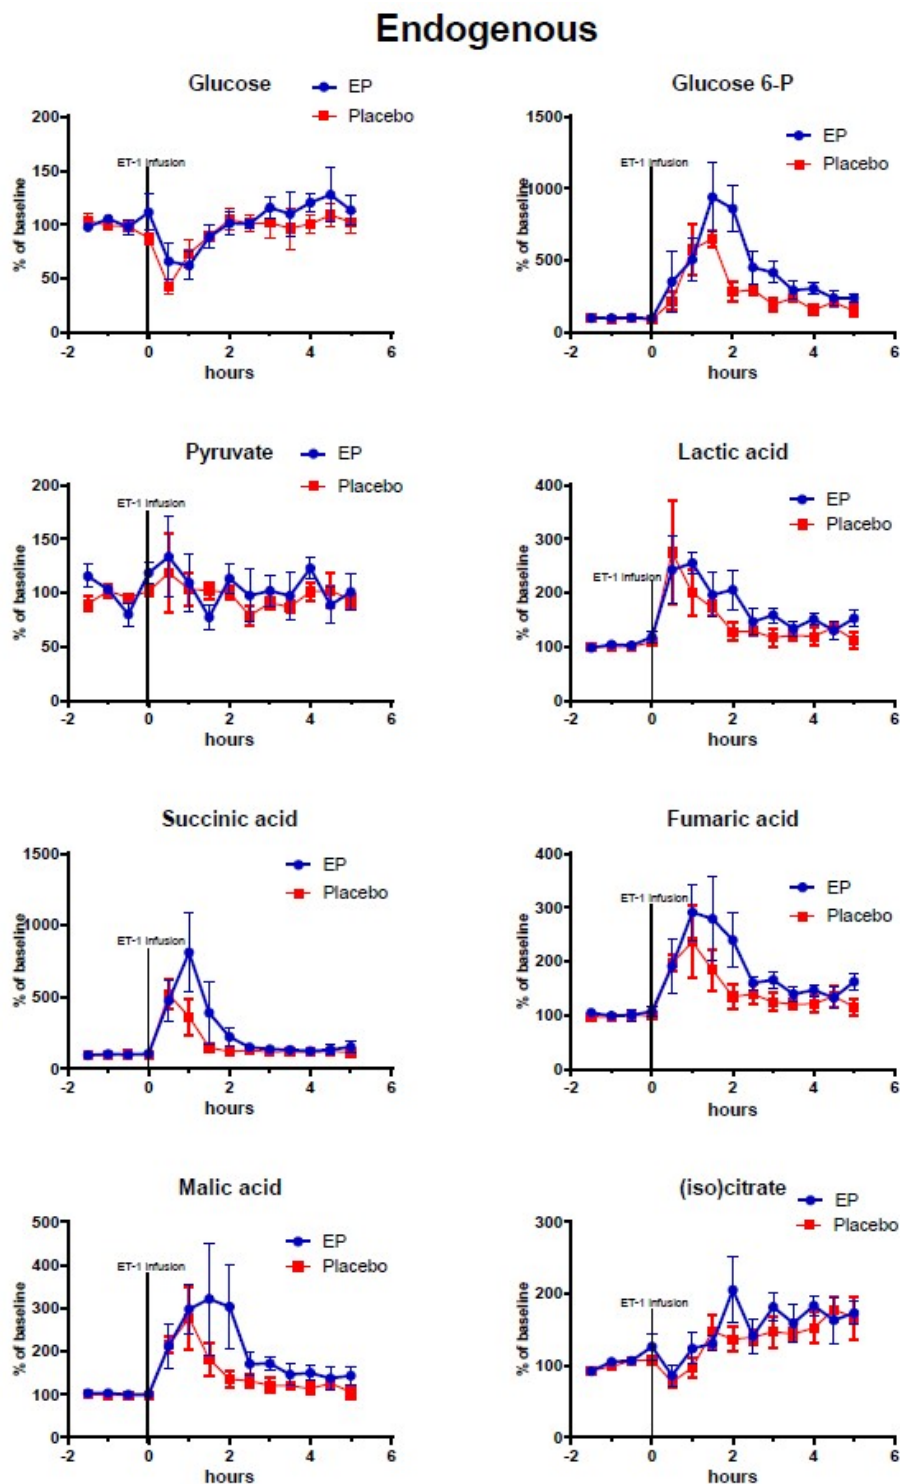 Endogenous
Glucose
EP
Placebo
200
150
100
50
0
% of baseline
ET-1 Infusion
-2 0 2 4 6
hours
Glucose 6-P
EP
Placebo
1500
1000
500
0
% of baseline
ET-1 Infusion
-2 0 2 4 6
hours
Pyruvate
EP
Placebo
200
150
100
50
0
% of baseline
ET-1 Infusion
-2 0 2 4 6
hours
Lactic acid
EP
Placebo
400
300
200
100
0
% of baseline
ET-1 Infusion
-2 0 2 4 6
hours
Succinic acid
EP
Placebo
1500
1000
500
0
% of baseline
ET-1 Infusion
-2 0 2 4 6
hours
Fumaric acid
EP
Placebo
400
300
200
100
0
% of baseline
ET-1 Infusion
-2 0 2 4 6
hours
Malic acid
EP
Placebo
500
400
300
200
100
0
% of baseline
ET-1 Infusion
-2 0 2 4 6
hours
(iso)citrate
EP
Placebo
300
200
100
0
% of baseline
ET-1 Infusion
-2 0 2 4 6
hours